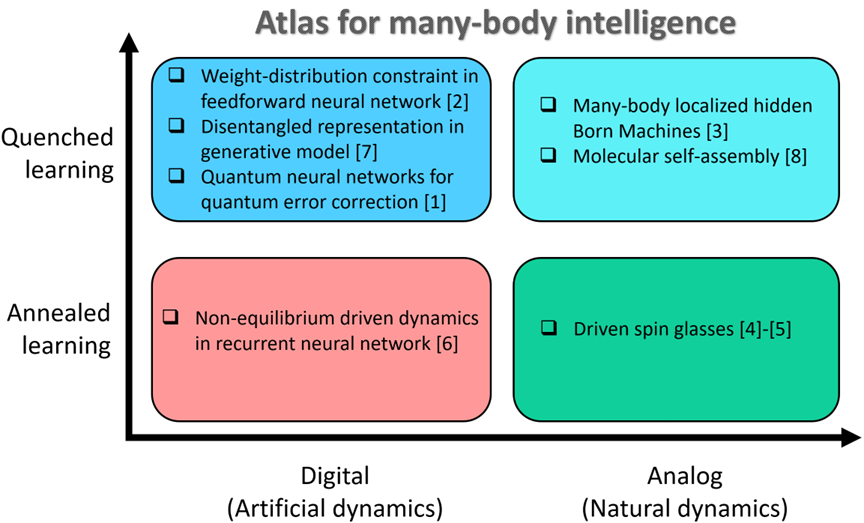 Atlas for many-body intelligence
Quenched
learning
Weight-distribution constraint in
feedforward neural network [2]
Disentangled representation in
generative model [7]
Quantum neural networks for
quantum error correction [1]
Many-body localized hidden
Born Machines [3]
Molecular self-assembly [8]
Annealed
learning
Non-equilibrium driven dynamics
in recurrent neural network [6]
Driven spin glasses [4]-[5]
Digital
(Artificial dynamics)
Analog
(Natural dynamics)